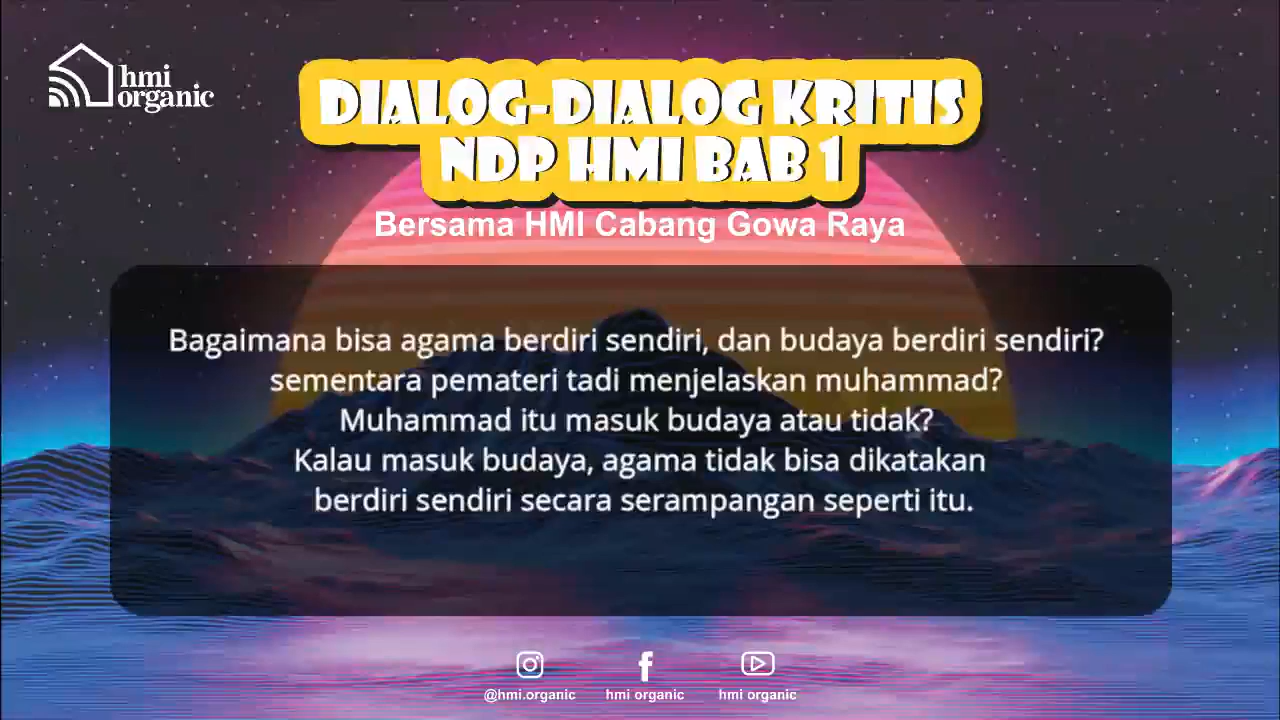 hmi
organic
DIALOG-DIALOG KRITIS
NDP HMI BAB 1
Bersama HMI Cabang Gowa Raya
Bagaimana bisa agama berdiri sendiri, dan budaya berdiri sendiri?
sementara pemateri tadi menjelaskan muhammad?
Muhammad itu masuk budaya atau tidak?
Kalau masuk budaya, agama tidak bisa dikatakan
berdiri sendiri secara serampangan seperti itu.
@hmi.organic
hmi organic
hmi organic